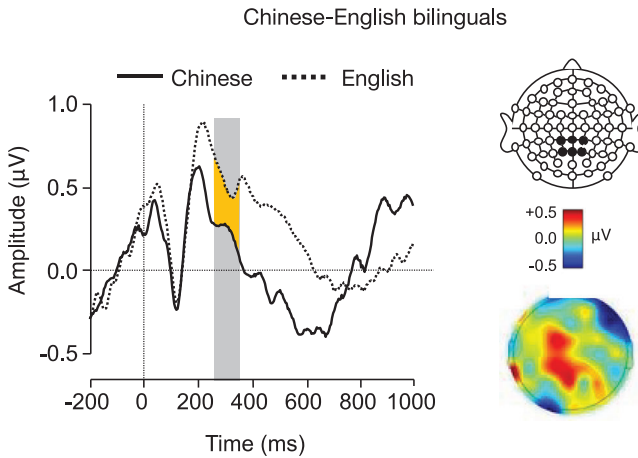 Chinese-English bilinguals
Chinese
English
Amplitude (µV)
1.0
0.5
0.0
-0.5
-200
0
200
400
600
800
1000
Time (ms)
+0.5
0.0
-0.5
µV